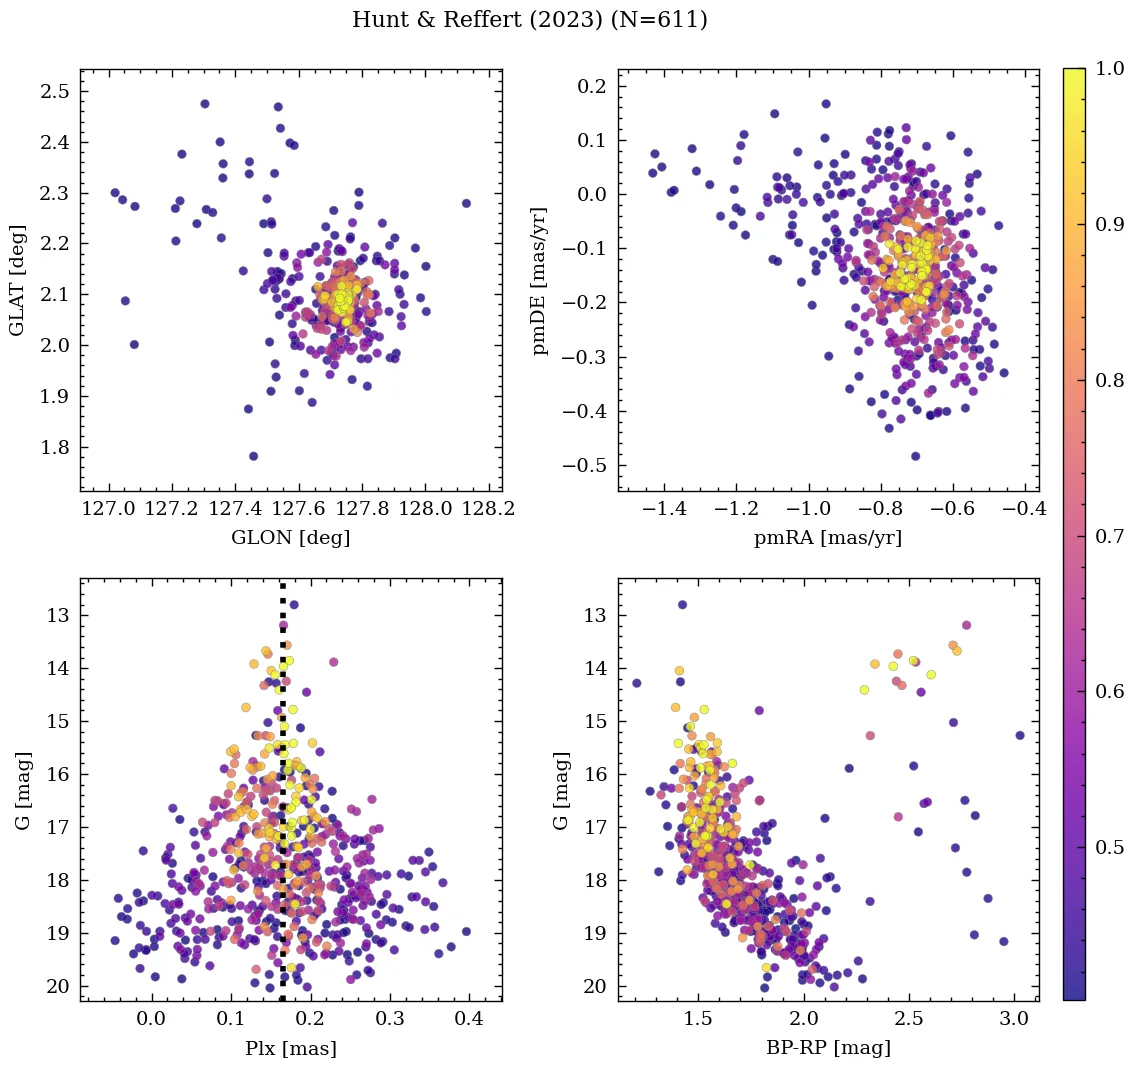 Hunt & Reffert (2023) (N=611)
2.5
2.4
2.3
2.2
2.1
2.0
1.9
1.8
GLAT [deg]
127.0 127.2 127.4 127.6 127.8 128.0 128.2
GLON [deg]
0.2
0.1
0.0
−0.1
−0.2
−0.3
−0.4
−0.5
pmDE [mas/yr]
−1.4 −1.2 −1.0 −0.8 −0.6 −0.4
pmRA [mas/yr]
1.0
0.9
0.8
0.7
0.6
0.5
13
14
15
16
17
18
19
20
G [mag]
0.0 0.1 0.2 0.3 0.4
Plx [mas]
13
14
15
16
17
18
19
20
G [mag]
1.5 2.0 2.5 3.0
BP-RP [mag]